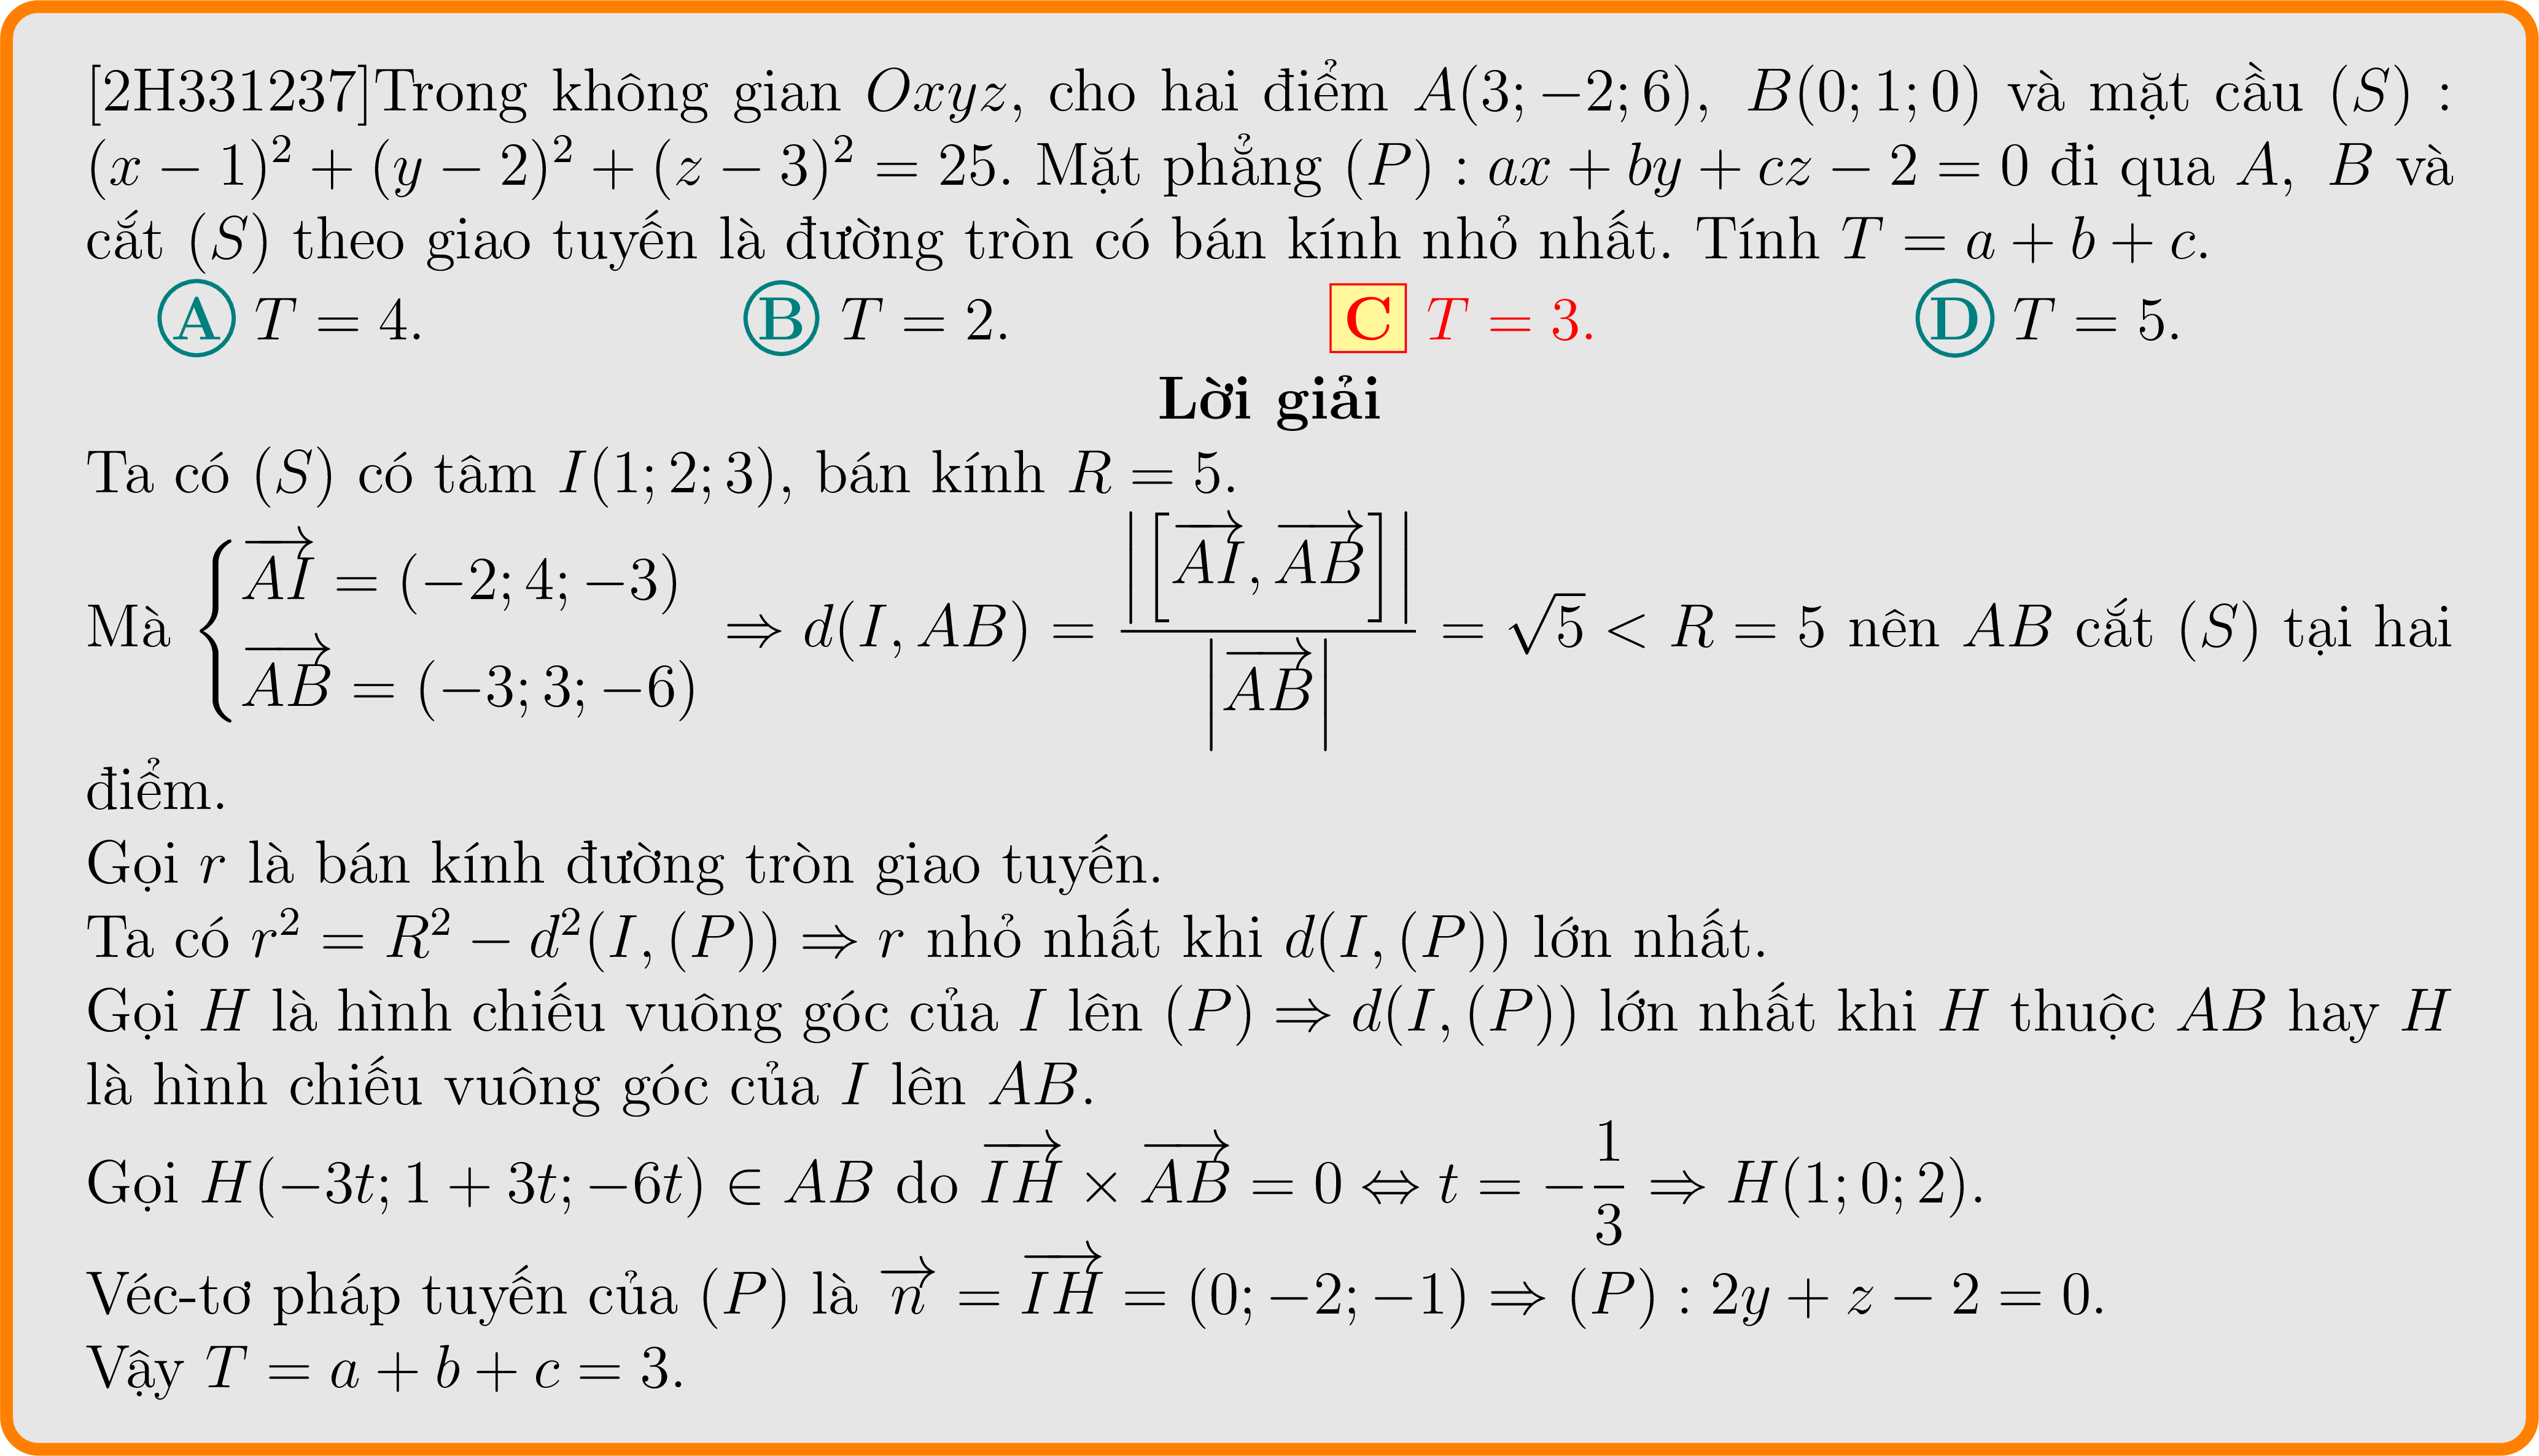 [2H331237]Trong không gian $Oxyz$, cho hai điểm $A(3;-2;6)$, $B(0;1;0)$ và mặt cầu $(S)$ :
$(x-1)^2+(y-2)^2+(z-3)^2=25$. Mặt phẳng $(P): ax+by+cz-2=0$ đi qua $A$, $B$ và
cắt $(S)$ theo giao tuyến là đường tròn có bán kính nhỏ nhất. Tính $T=a+b+c$.
A $T=4$. B $T=2$. C $T=3$. D $T=5$.
Lời giải
Ta có $(S)$ có tâm $I(1;2;3)$, bán kính $R=5$.
Mà $\begin{cases}\overrightarrow{AI}=(-2;4;-3)\\ \overrightarrow{AB}=(-3;3;-6)\end{cases} \Rightarrow d(I,AB)=\dfrac{\left|\left[\overrightarrow{AI},\overrightarrow{AB}\right]\right|}{\left|\overrightarrow{AB}\right|}=\sqrt{5}<R=5$ nên $AB$ cắt $(S)$ tại hai
điểm.
Gọi $r$ là bán kính đường tròn giao tuyến.
Ta có $r^2=R^2-d^2(I,(P)) \Rightarrow r$ nhỏ nhất khi $d(I,(P))$ lớn nhất.
Gọi $H$ là hình chiếu vuông góc của $I$ lên $(P) \Rightarrow d(I,(P))$ lớn nhất khi $H$ thuộc $AB$ hay $H$
là hình chiếu vuông góc của $I$ lên $AB$.
Gọi $H(-3t;1+3t;-6t) \in AB$ do $\overrightarrow{IH}\times\overrightarrow{AB}=0 \Leftrightarrow t=-\dfrac{1}{3} \Rightarrow H(1;0;2)$.
Véc-tơ pháp tuyến của $(P)$ là $\overrightarrow{n}=\overrightarrow{IH}=(0;-2;-1) \Rightarrow (P): 2y+z-2=0$.
Vậy $T=a+b+c=3$.